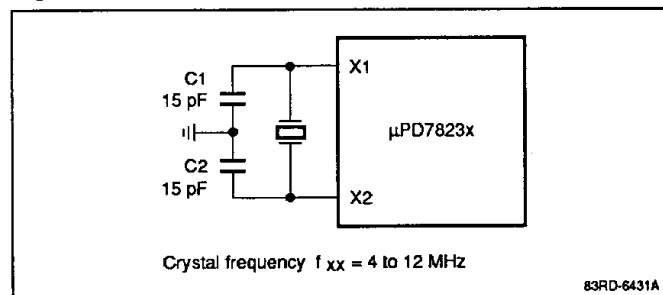 C1
15 pF
C2
15 pF
X1
µPD7823x
X2
Crystal frequency f xx = 4 to 12 MHz
83RD-6431A